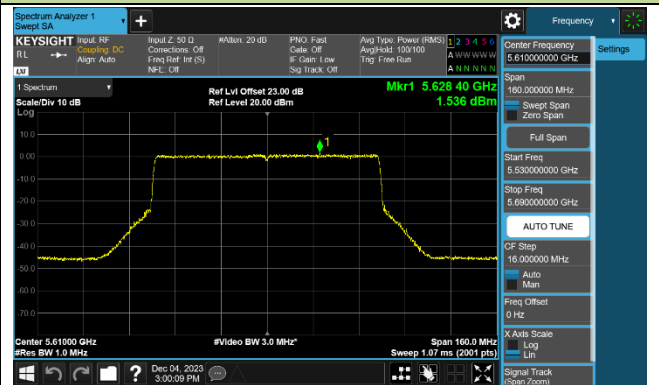 Spectrum Analyzer 1
Swept SA
Frequency
KEYSIGHT
Input: RF
Input Z: 50 Ω
#Atten: 20 dB
PNO: Fast
Avg Type: Power (RMS)
1 2 3 4 5 6
RL
Coupling: DC
Corrections: Off
Gate: Off
Avg|Hold: 100/100
A W W W W W
Align: Auto
Freq Ref: Int (S)
IF Gain: Low
Trig: Free Run
LXI
NFE: Off
Sig Track: Off
A N N N N N
1 Spectrum
Ref Lvl Offset 23.00 dB
Mkr1 5.628 40 GHz
Scale/Div 10 dB
Ref Level 20.00 dBm
1.536 dBm
Log
10.0
0.00
-10.0
-20.0
-30.0
-40.0
-50.0
-60.0
-70.0
1
Center 5.61000 GHz
#Video BW 3.0 MHz*
Span 160.0 MHz
#Res BW 1.0 MHz
Sweep 1.07 ms (2001 pts)
?
Dec 04, 2023
3:00:09 PM
Center Frequency
5.610000000 GHz
Settings
Span
160.000000 MHz
Swept Span
Zero Span
Full Span
Start Freq
5.530000000 GHz
Stop Freq
5.690000000 GHz
AUTO TUNE
CF Step
16.000000 MHz
Auto
Man
Freq Offset
0 Hz
X Axis Scale
Log
Lin
Signal Track
(Span Zoom)